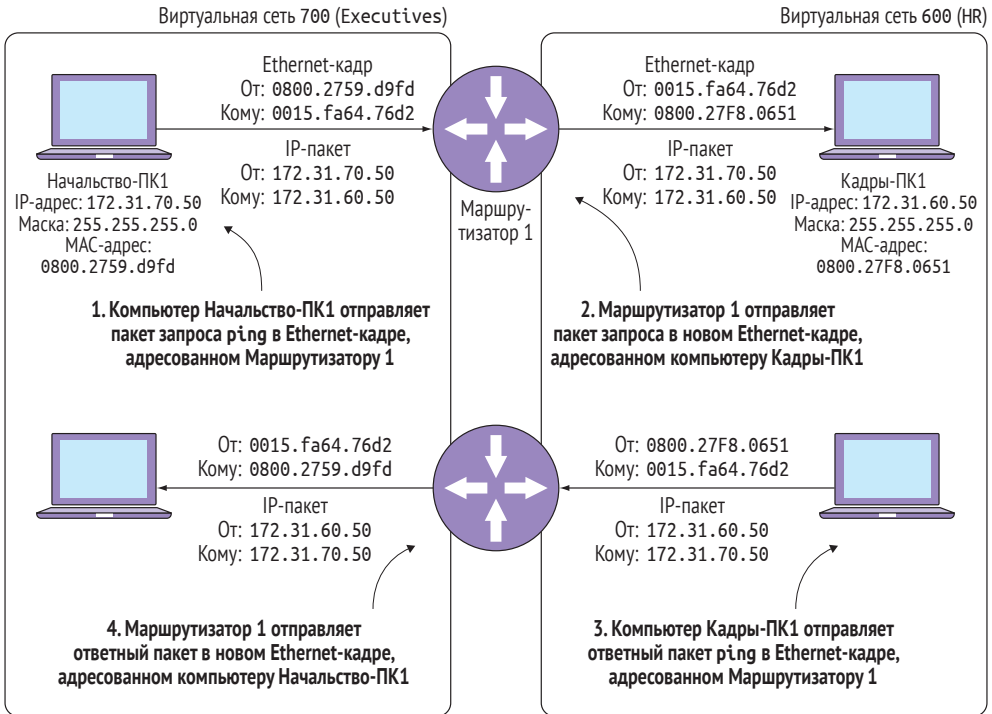 Виртуальная сеть 700 (Executives)
Виртуальная сеть 600 (HR)
Ethernet-кадр
От: 0800.2759.d9fd
Кому: 0015.fa64.76d2
IP-пакет
От: 172.31.70.50
Кому: 172.31.60.50
Начальство-ПК1
IP-адрес: 172.31.70.50
Маска: 255.255.255.0
MAC-адрес:
0800.2759.d9fd
Маршру-
тизатор 1
Ethernet-кадр
От: 0015.fa64.76d2
Кому: 0800.27F8.0651
IP-пакет
От: 172.31.70.50
Кому: 172.31.60.50
Кадры-ПК1
IP-адрес: 172.31.60.50
Маска: 255.255.255.0
MAC-адрес:
0800.27F8.0651
1. Компьютер Начальство-ПК1 отправляет
пакет запроса ping в Ethernet-кадре,
адресованном Маршрутизатору 1
2. Маршрутизатор 1 отправляет
пакет запроса в новом Ethernet-кадре,
адресованном компьютеру Кадры-ПК1
От: 0015.fa64.76d2
Кому: 0800.2759.d9fd
IP-пакет
От: 172.31.60.50
Кому: 172.31.70.50
От: 0800.27F8.0651
Кому: 0015.fa64.76d2
IP-пакет
От: 172.31.60.50
Кому: 172.31.70.50
4. Маршрутизатор 1 отправляет
ответный пакет в новом Ethernet-кадре,
адресованном компьютеру Начальство-ПК1
3. Компьютер Кадры-ПК1 отправляет
ответный пакет ping в Ethernet-кадре,
адресованном Маршрутизатору 1